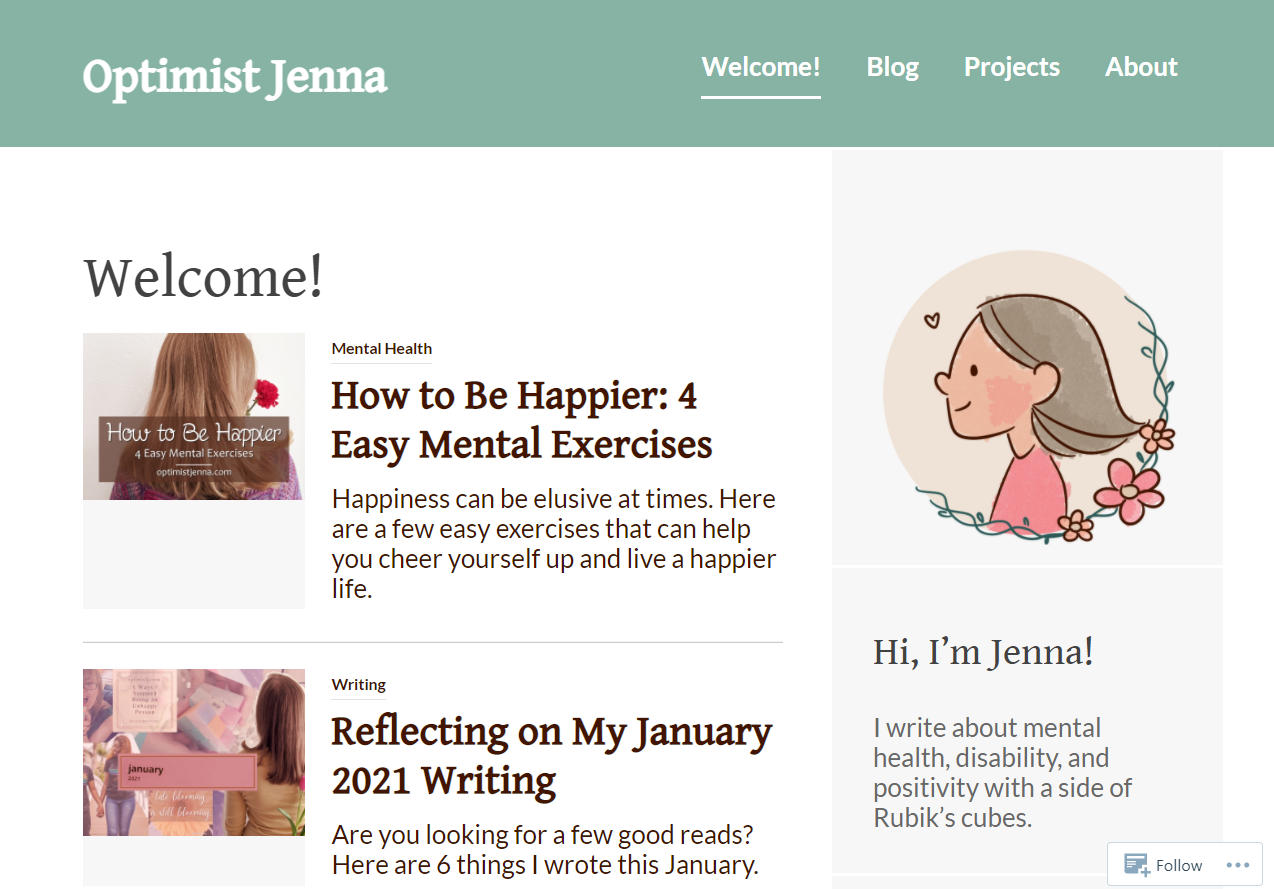 Optimist Jenna
Welcome! Blog Projects About
Welcome!
How to Be Happier
4 Easy Mental Exercises
optimistjenna.com
Mental Health
How to Be Happier: 4
Easy Mental Exercises
Happiness can be elusive at times. Here
are a few easy exercises that can help
you cheer yourself up and live a happier
life.
january
2021
late blooming
still blooming
Writing
Reflecting on My January
2021 Writing
Are you looking for a few good reads?
Here are 6 things I wrote this January.
Hi, I’m Jenna!
I write about mental
health, disability, and
positivity with a side of
Rubik’s cubes.
Follow